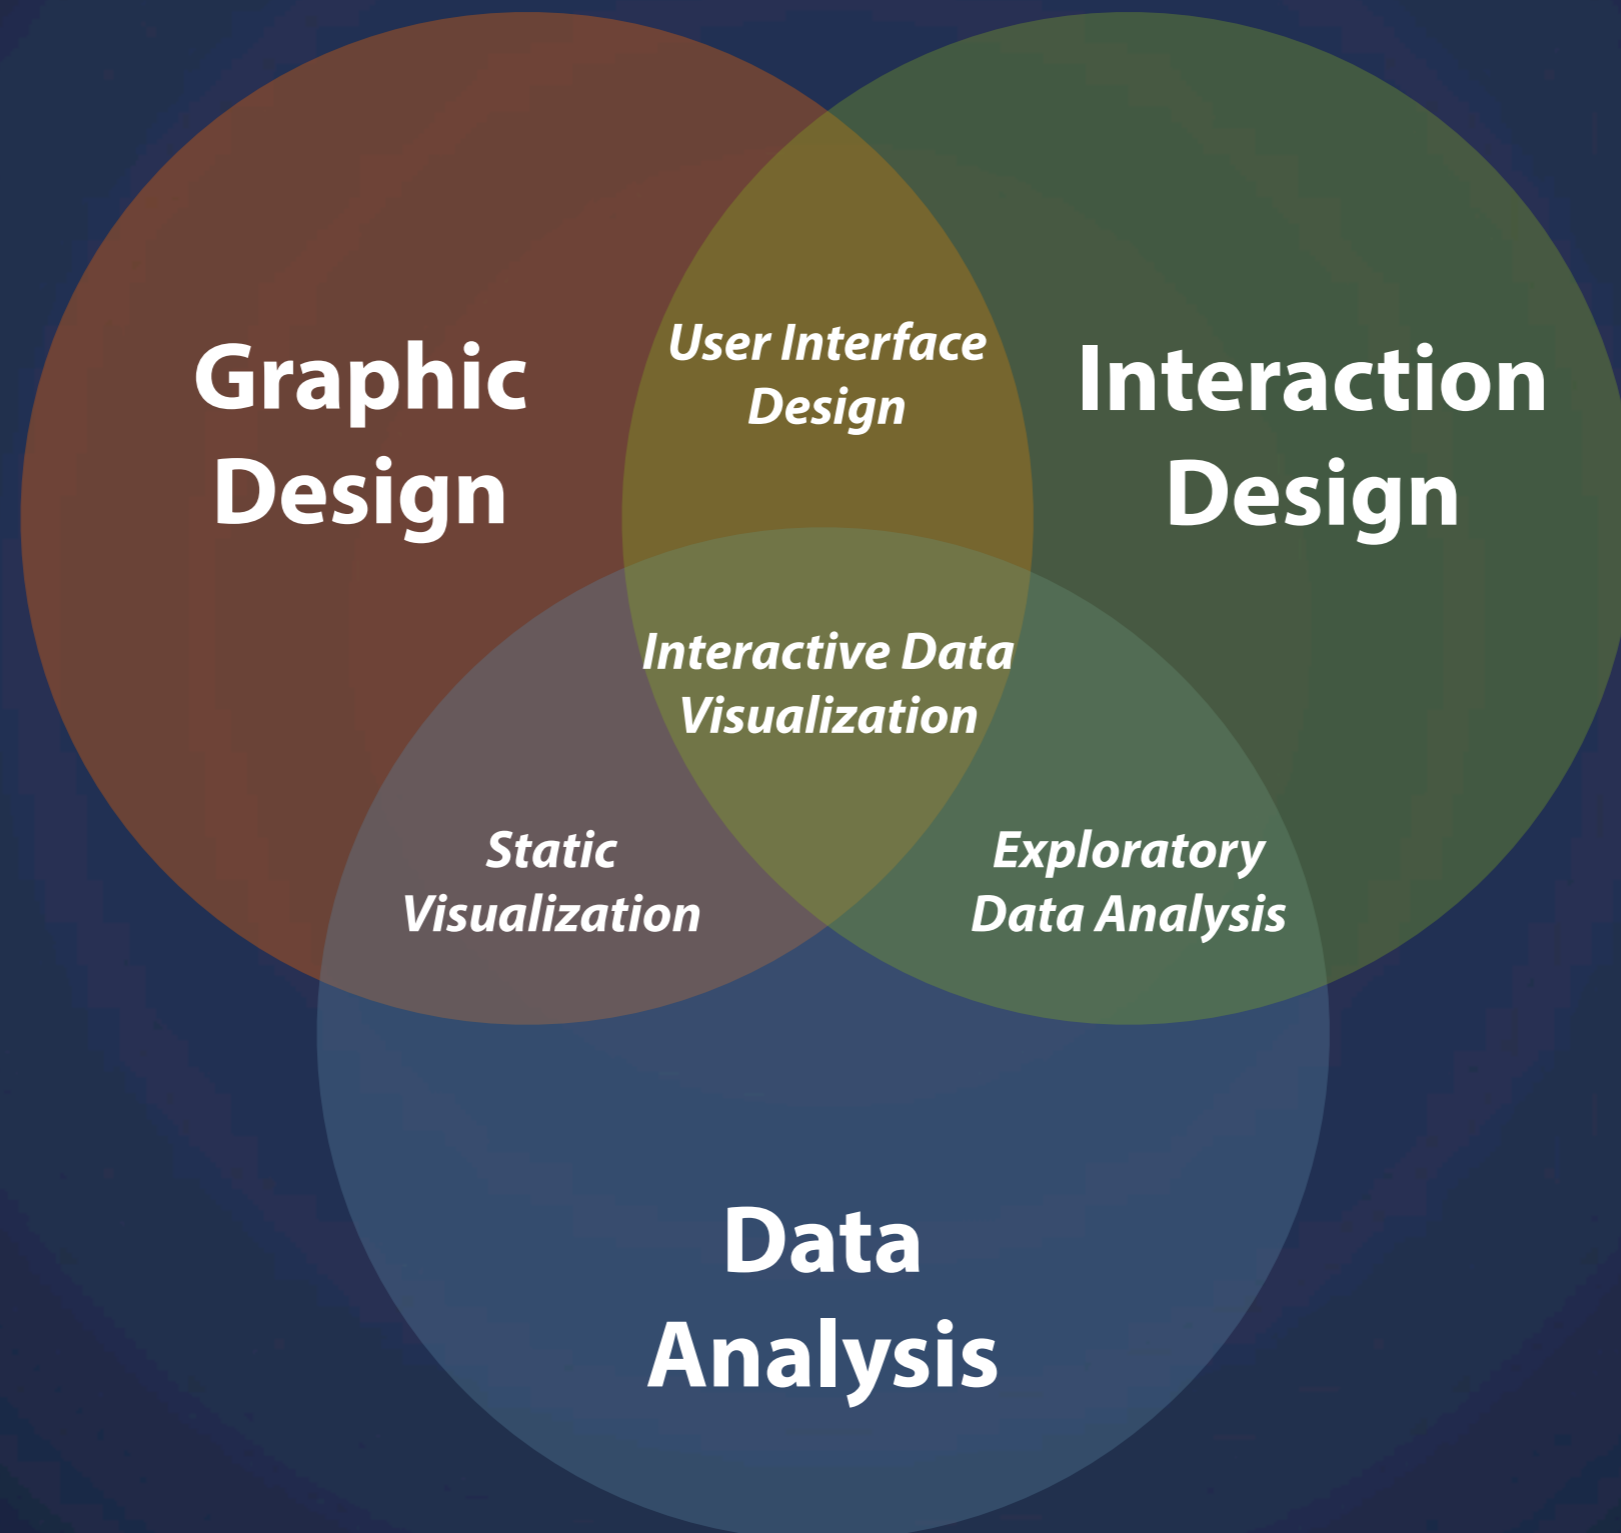 Graphic
Design
User Interface
Design
Interaction
Design
Interactive Data
Visualization
Static
Visualization
Exploratory
Data Analysis
Data
Analysis